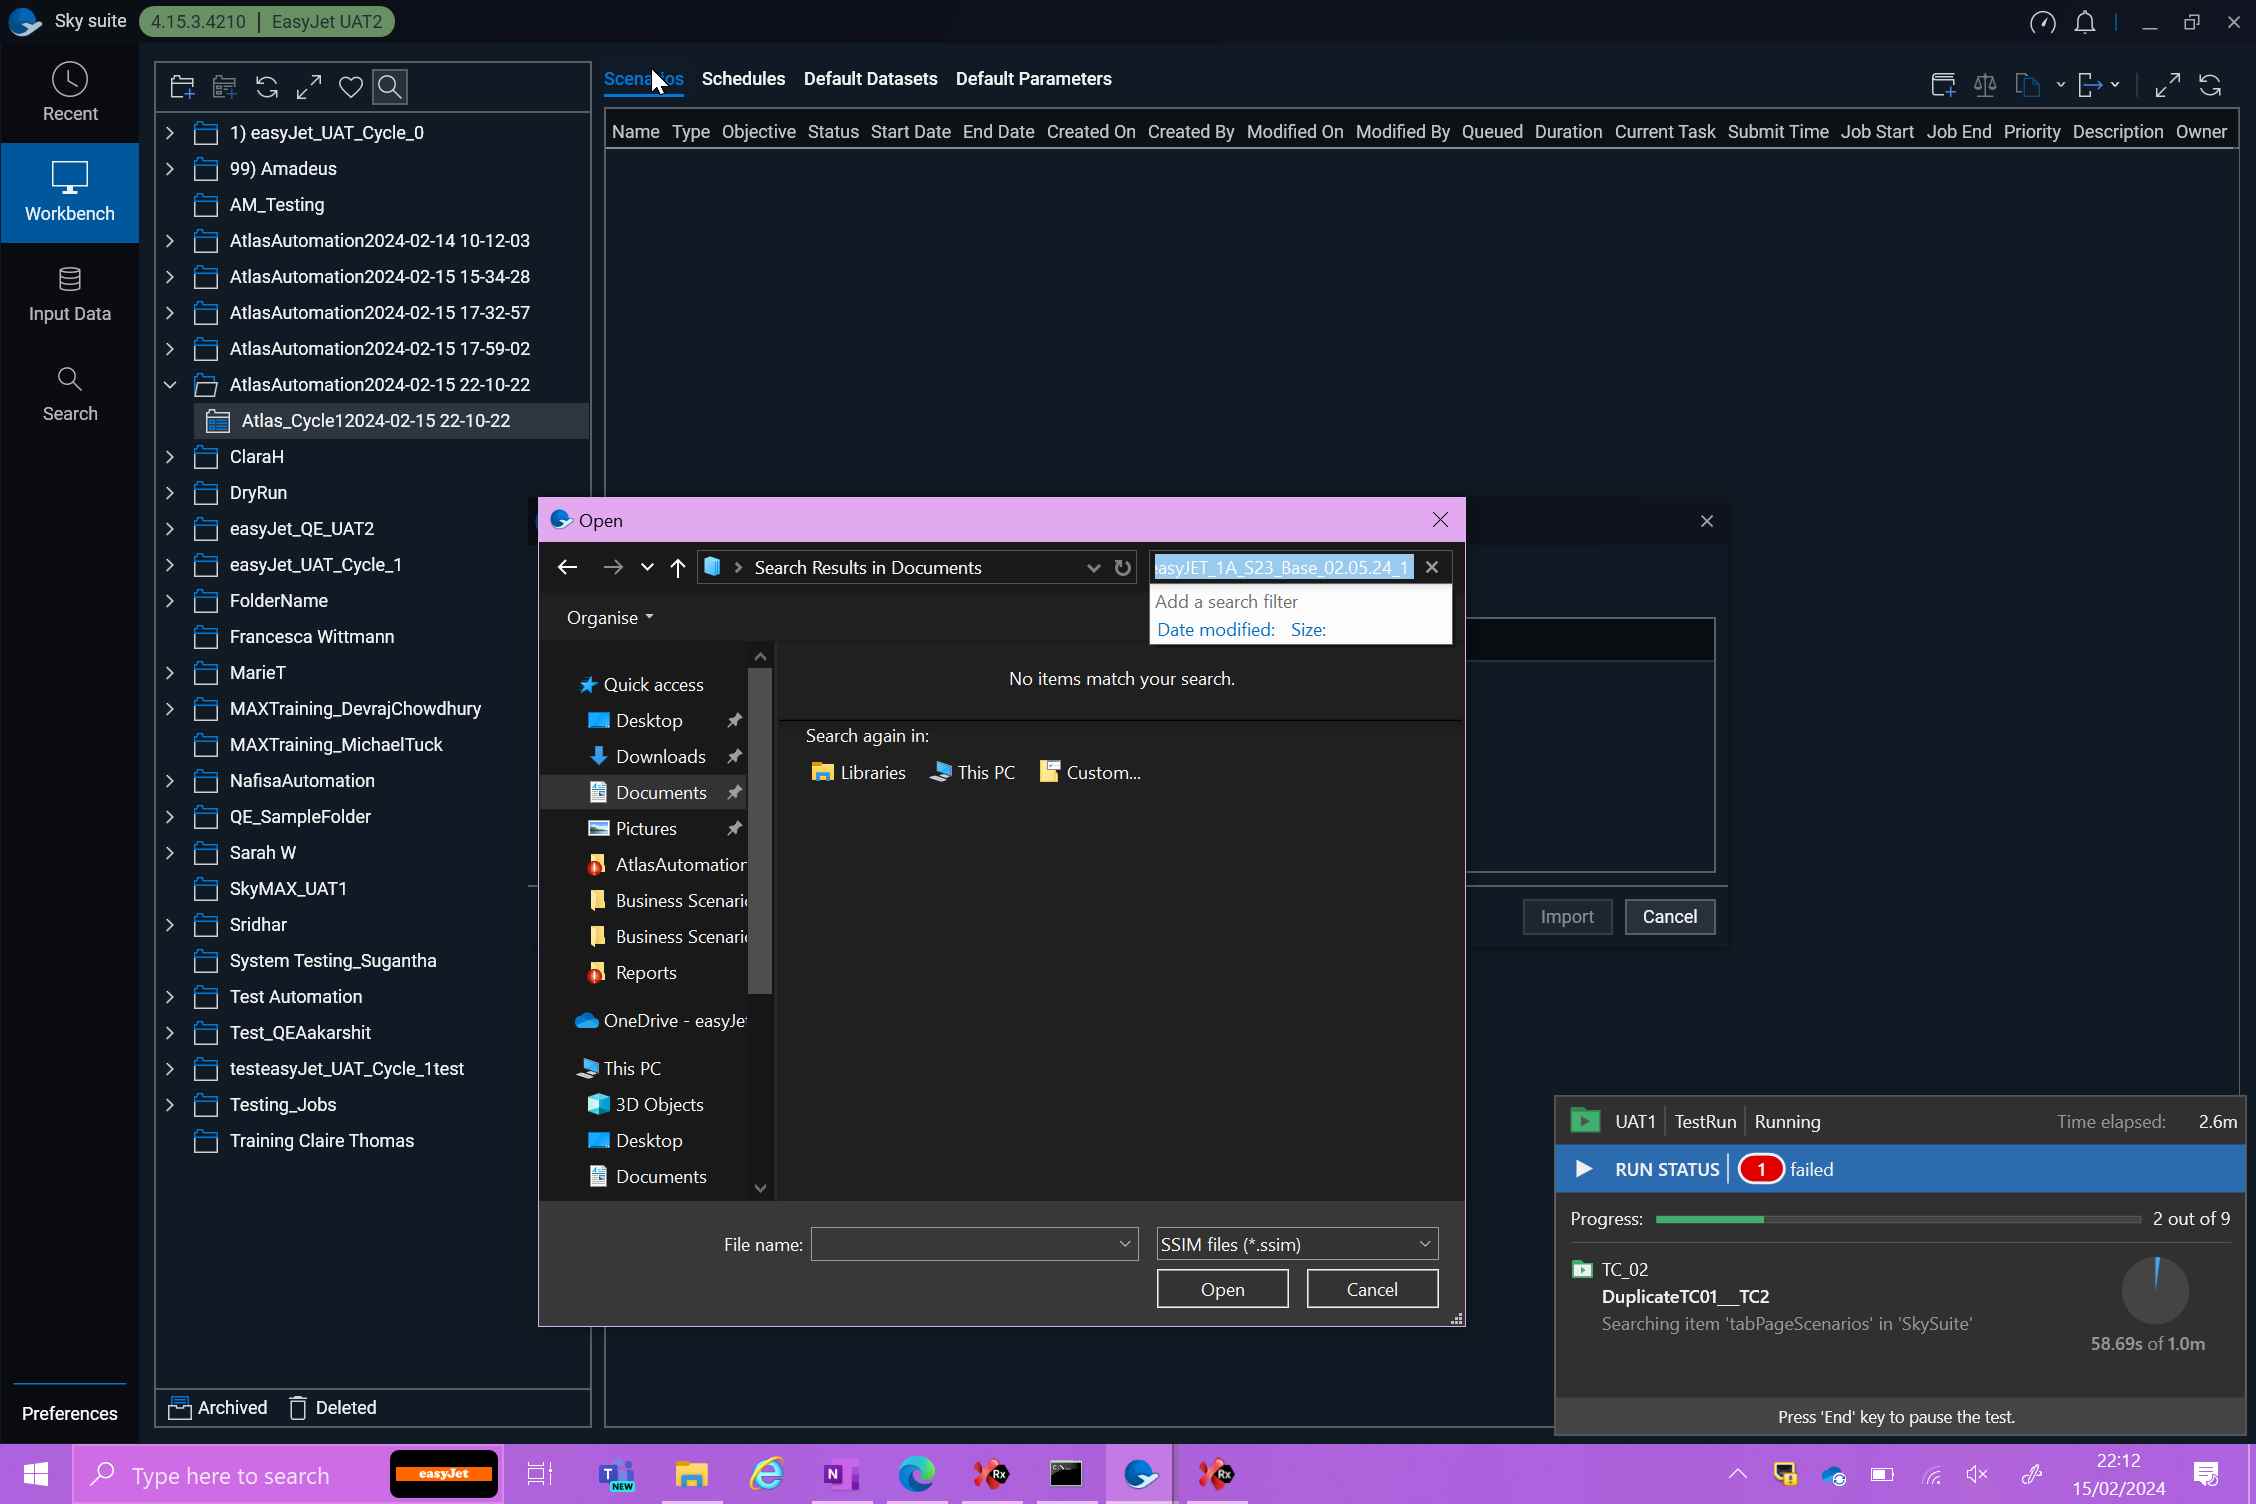 Sky suite
4.15.3.4210 | EasyJet UAT2
Recent
Workbench
Input Data
Search
Preferences
1) easyJet_UAT_Cycle_0
99) Amadeus
AM_Testing
AtlasAutomation2024-02-14 10-12-03
AtlasAutomation2024-02-15 15-34-28
AtlasAutomation2024-02-15 17-32-57
AtlasAutomation2024-02-15 17-59-02
AtlasAutomation2024-02-15 22-10-22
Atlas_Cycle12024-02-15 22-10-22
ClaraH
DryRun
easyJet_QE_UAT2
easyJet_UAT_Cycle_1
FolderName
Francesca Wittmann
MarieT
MAXTraining_DevrajChowdhury
MAXTraining_MichaelTuck
NafisaAutomation
QE_SampleFolder
Sarah W
SkyMAX_UAT1
Sridhar
System Testing_Sugantha
Test Automation
Test_QEAakarshit
testeasyJet_UAT_Cycle_1test
Testing_Jobs
Training Claire Thomas
Archived Deleted
Scenarios Schedules Default Datasets Default Parameters
Name Type Objective Status Start Date End Date Created On Created By Modified On Modified By Queued Duration Current Task Submit Time Job Start Job End Priority Description Owner
Open
Search Results in Documents
easyJET_1A_S23_Base_02.05.24_1
Add a search filter
Date modified: Size:
Organise
No items match your search.
Search again in:
Libraries This PC Custom...
Quick access
Desktop
Downloads
Documents
Pictures
AtlasAutomation
Business Scenari
Business Scenari
Reports
OneDrive - easyJe
This PC
3D Objects
Desktop
Documents
File name:
SSIM files (*.ssim)
Open Cancel
Import Cancel
UAT1 | TestRun | Running Time elapsed: 2.6m
RUN STATUS | 1 failed
Progress: 2 out of 9
TC_02
DuplicateTC01__TC2
Searching item 'tabPageScenarios' in 'SkySuite'
58.69s of 1.0m
Press 'End' key to pause the test.
Type here to search
easyJet
T
NEW
N
Rx
Rx
22:12
15/02/2024